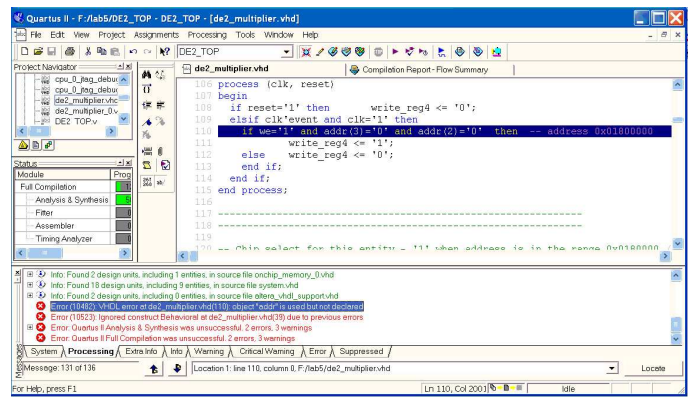 Quartus II - F:/lab5/DE2_TOP - DE2_TOP - [de2_multiplier.vhd]
File Edit View Project Assignments Processing Tools Window Help
DE2_TOP
Project Navigator
cpu_0_jtag_debu
cpu_0_jtag_debu
de2_multiplier.vhc
de2_multiplier_0.v
DE2_TOP.v
de2_multiplier.vhd
Compilation Report - Flow Summary
106 process (clk, reset)
107 begin
108 if reset='1' then write_reg4 <= '0';
109 elsif clk'event and clk='1' then
110 if we='1' and addr(3)='0' and addr(2)='0' then -- address 0x01800000
111 write_reg4 <= '1';
112 else write_reg4 <= '0';
113 end if;
114 end if;
115 end process;
116
117 ----------------------------------------------------------------
118 ----------------------------------------------------------------
119
120 -- Chip select for this entity - '1' when address is in the range 0x0180000
Status
Module Prog
Full Compilation
Analysis & Synthesis
Fitter
Assembler
Timing Analyzer
Info: Found 2 design units, including 1 entities, in source file onchip_memory_0.vhd
Info: Found 18 design units, including 9 entities, in source file system.vhd
Info: Found 2 design units, including 0 entities, in source file altera_vhdl_support.vhd
Error (10482): VHDL error at de2_multiplier.vhd(110): object "addr" is used but not declared
Error (10523): Ignored construct Behavioral at de2_multiplier.vhd(39) due to previous errors
Error: Quartus II Analysis & Synthesis was unsuccessful. 2 errors, 3 warnings
Error: Quartus II Full Compilation was unsuccessful. 2 errors, 3 warnings
System Processing Extra Info Info Warning Critical Warning Error Suppressed
Messages
Message: 131 of 136
Location 1: line 110, column 0, F:/lab5/de2_multiplier.vhd
Locate
For Help, press F1
Ln 110, Col 2001
Idle